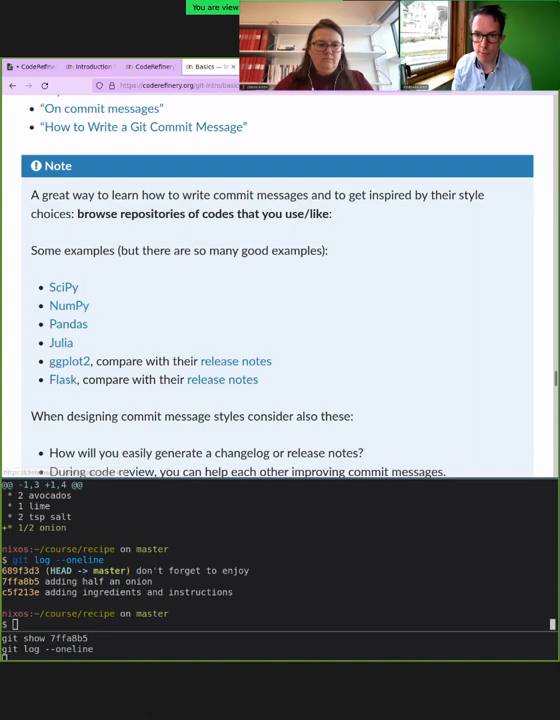 You are view
CodeRefin
Introduction
CodeRefin
Basics — In
https://coderefinery.org/git-intro/basic
“On commit messages”
“How to Write a Git Commit Message”
Note
A great way to learn how to write commit messages and to get inspired by their style
choices: browse repositories of codes that you use/like:
Some examples (but there are so many good examples):
SciPy
NumPy
Pandas
Julia
ggplot2, compare with their release notes
Flask, compare with their release notes
When designing commit message styles consider also these:
How will you easily generate a changelog or release notes?
During code review, you can help each other improving commit messages.
@@ -1,3 +1,4 @@
* 2 avocados
* 1 lime
* 2 tsp salt
+* 1/2 onion
nixos:~/course/recipe on master
$ git log --oneline
689f3d3 (HEAD -> master) don't forget to enjoy
7ffa8b5 adding half an onion
c5f213e adding ingredients and instructions
nixos:~/course/recipe on master
$
git show 7ffa8b5
git log --oneline